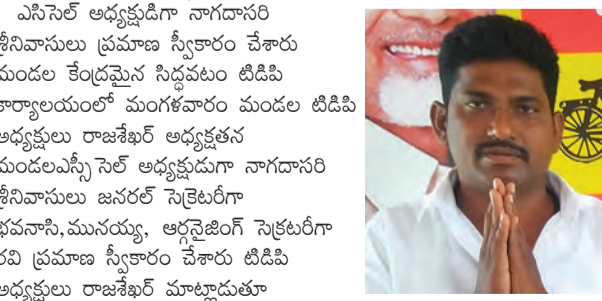 ఎసిసెల్ అధ్యక్షుడిగా నాగదాసరి
శ్రీనివాసులు ప్రమాణ స్వీకారం చేశారు
మండల కేంద్రమైన సిద్ధవటం టిడిపి
కార్యాలయంలో మంగళవారం మండల టిడిపి
అధ్యక్షులు రాజశేఖర్ అధ్యక్షతన
మండలఎస్సీసెల్ అధ్యక్షుడుగా నాగదాసరి
శ్రీనివాసులు జనరల్ సెక్రెటరీగా
భవనాసి,మునయ్య, ఆర్గనైజింగ్ సెక్రటరీగా
రవి ప్రమాణ స్వీకారం చేశారు టిడిపి
అధ్యక్షులు రాజశేఖర్ మాట్లాడుతూ